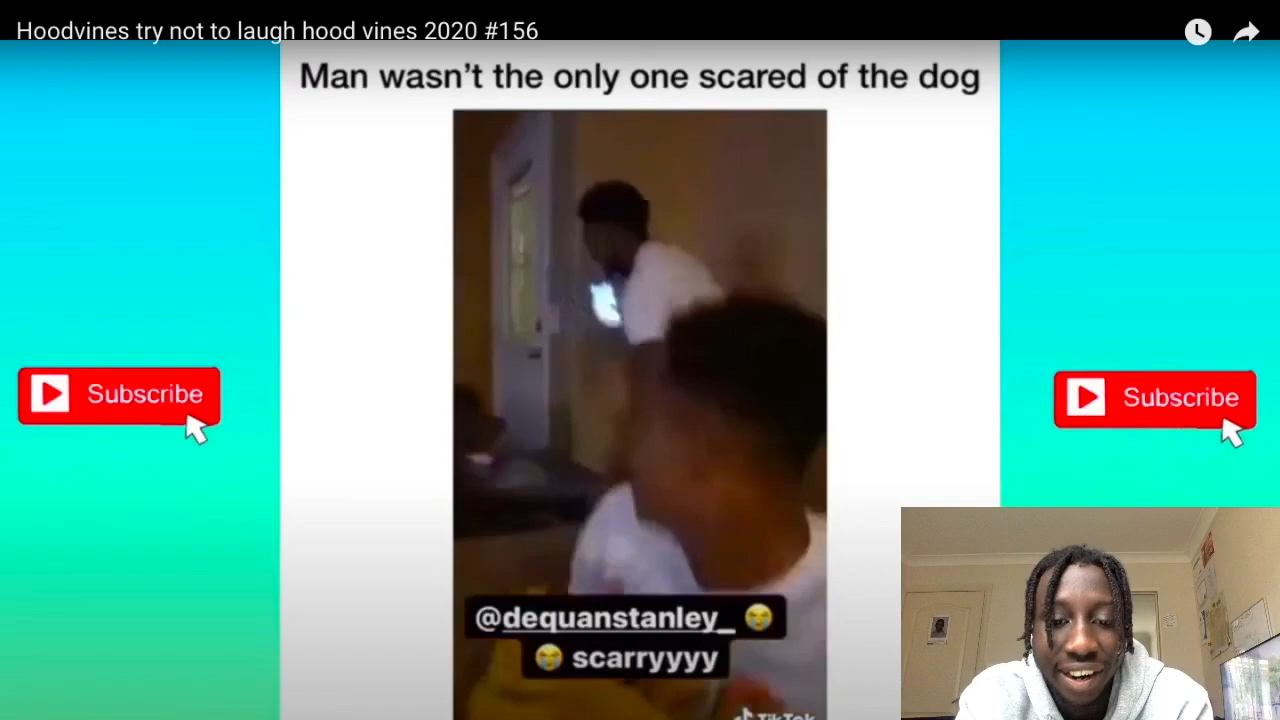 Hoodvines try not to laugh hood vines 2020 #156
Man wasn’t the only one scared of the dog
Subscribe
Subscribe
@dequanstanley_ 😭
😭 scarryyyy
TikTok